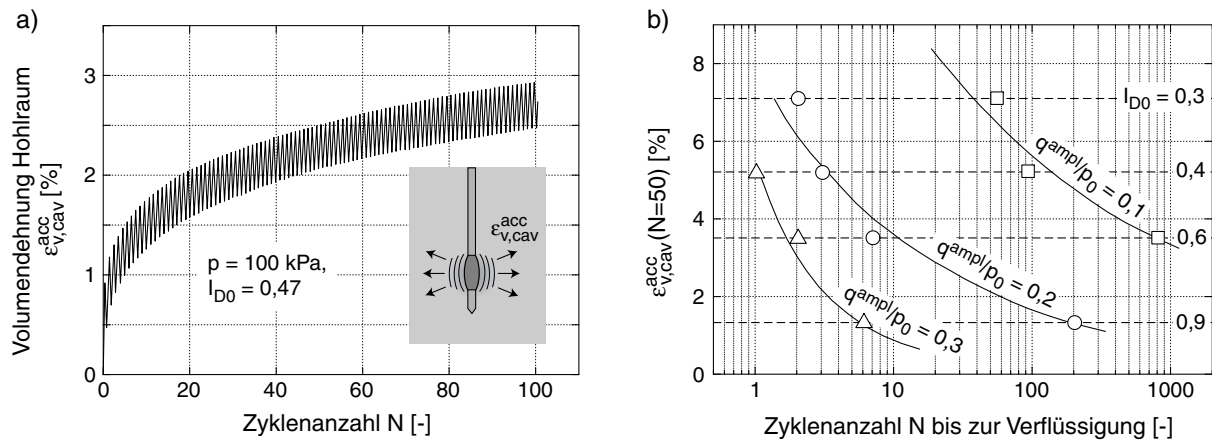 a)
Volumendehnung Hohlraum
ε^acc_v,cav [%]
3
2
1
0
0 20 40 60 80 100
Zyklenanzahl N [-]
p = 100 kPa,
I_D0 = 0,47
ε^acc_v,cav
b)
ε^acc_v,cav(N=50) [%]
8
6
4
2
0
1 10 100 1000
Zyklenanzahl N bis zur Verflüssigung [-]
I_D0 = 0,3
0,4
0,6
0,9
q^ampl/p_0 = 0,1
q^ampl/p_0 = 0,2
q^ampl/p_0 = 0,3